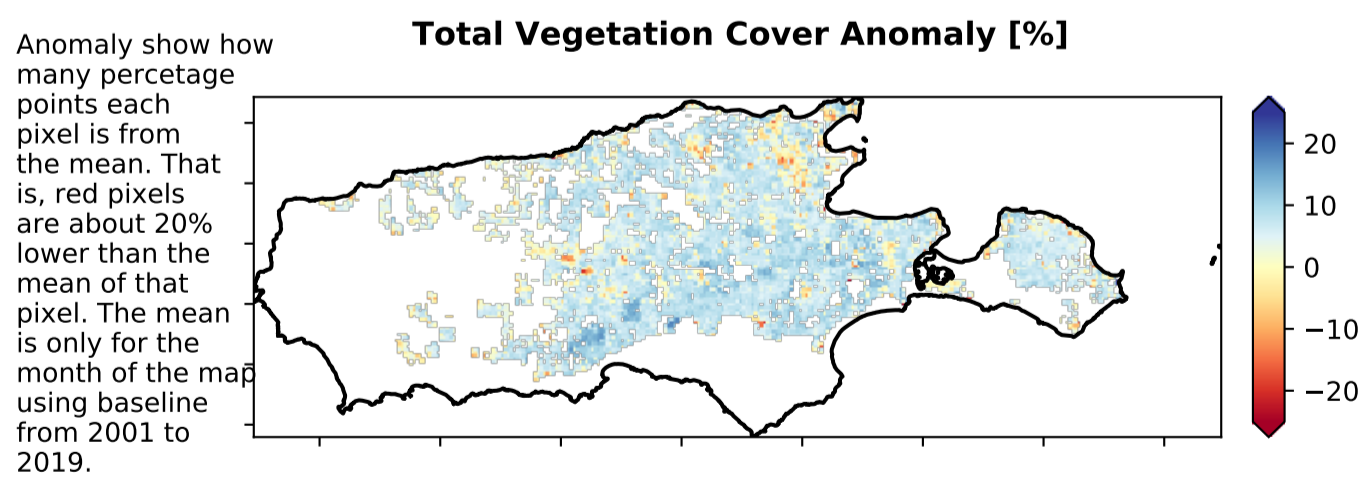 Total Vegetation Cover Anomaly [%]
Anomaly show how
many percetage
points each
pixel is from
the mean. That
is, red pixels
are about 20%
lower than the
mean of that
pixel. The mean
is only for the
month of the map
using baseline
from 2001 to
2019.
20
10
0
−10
−20